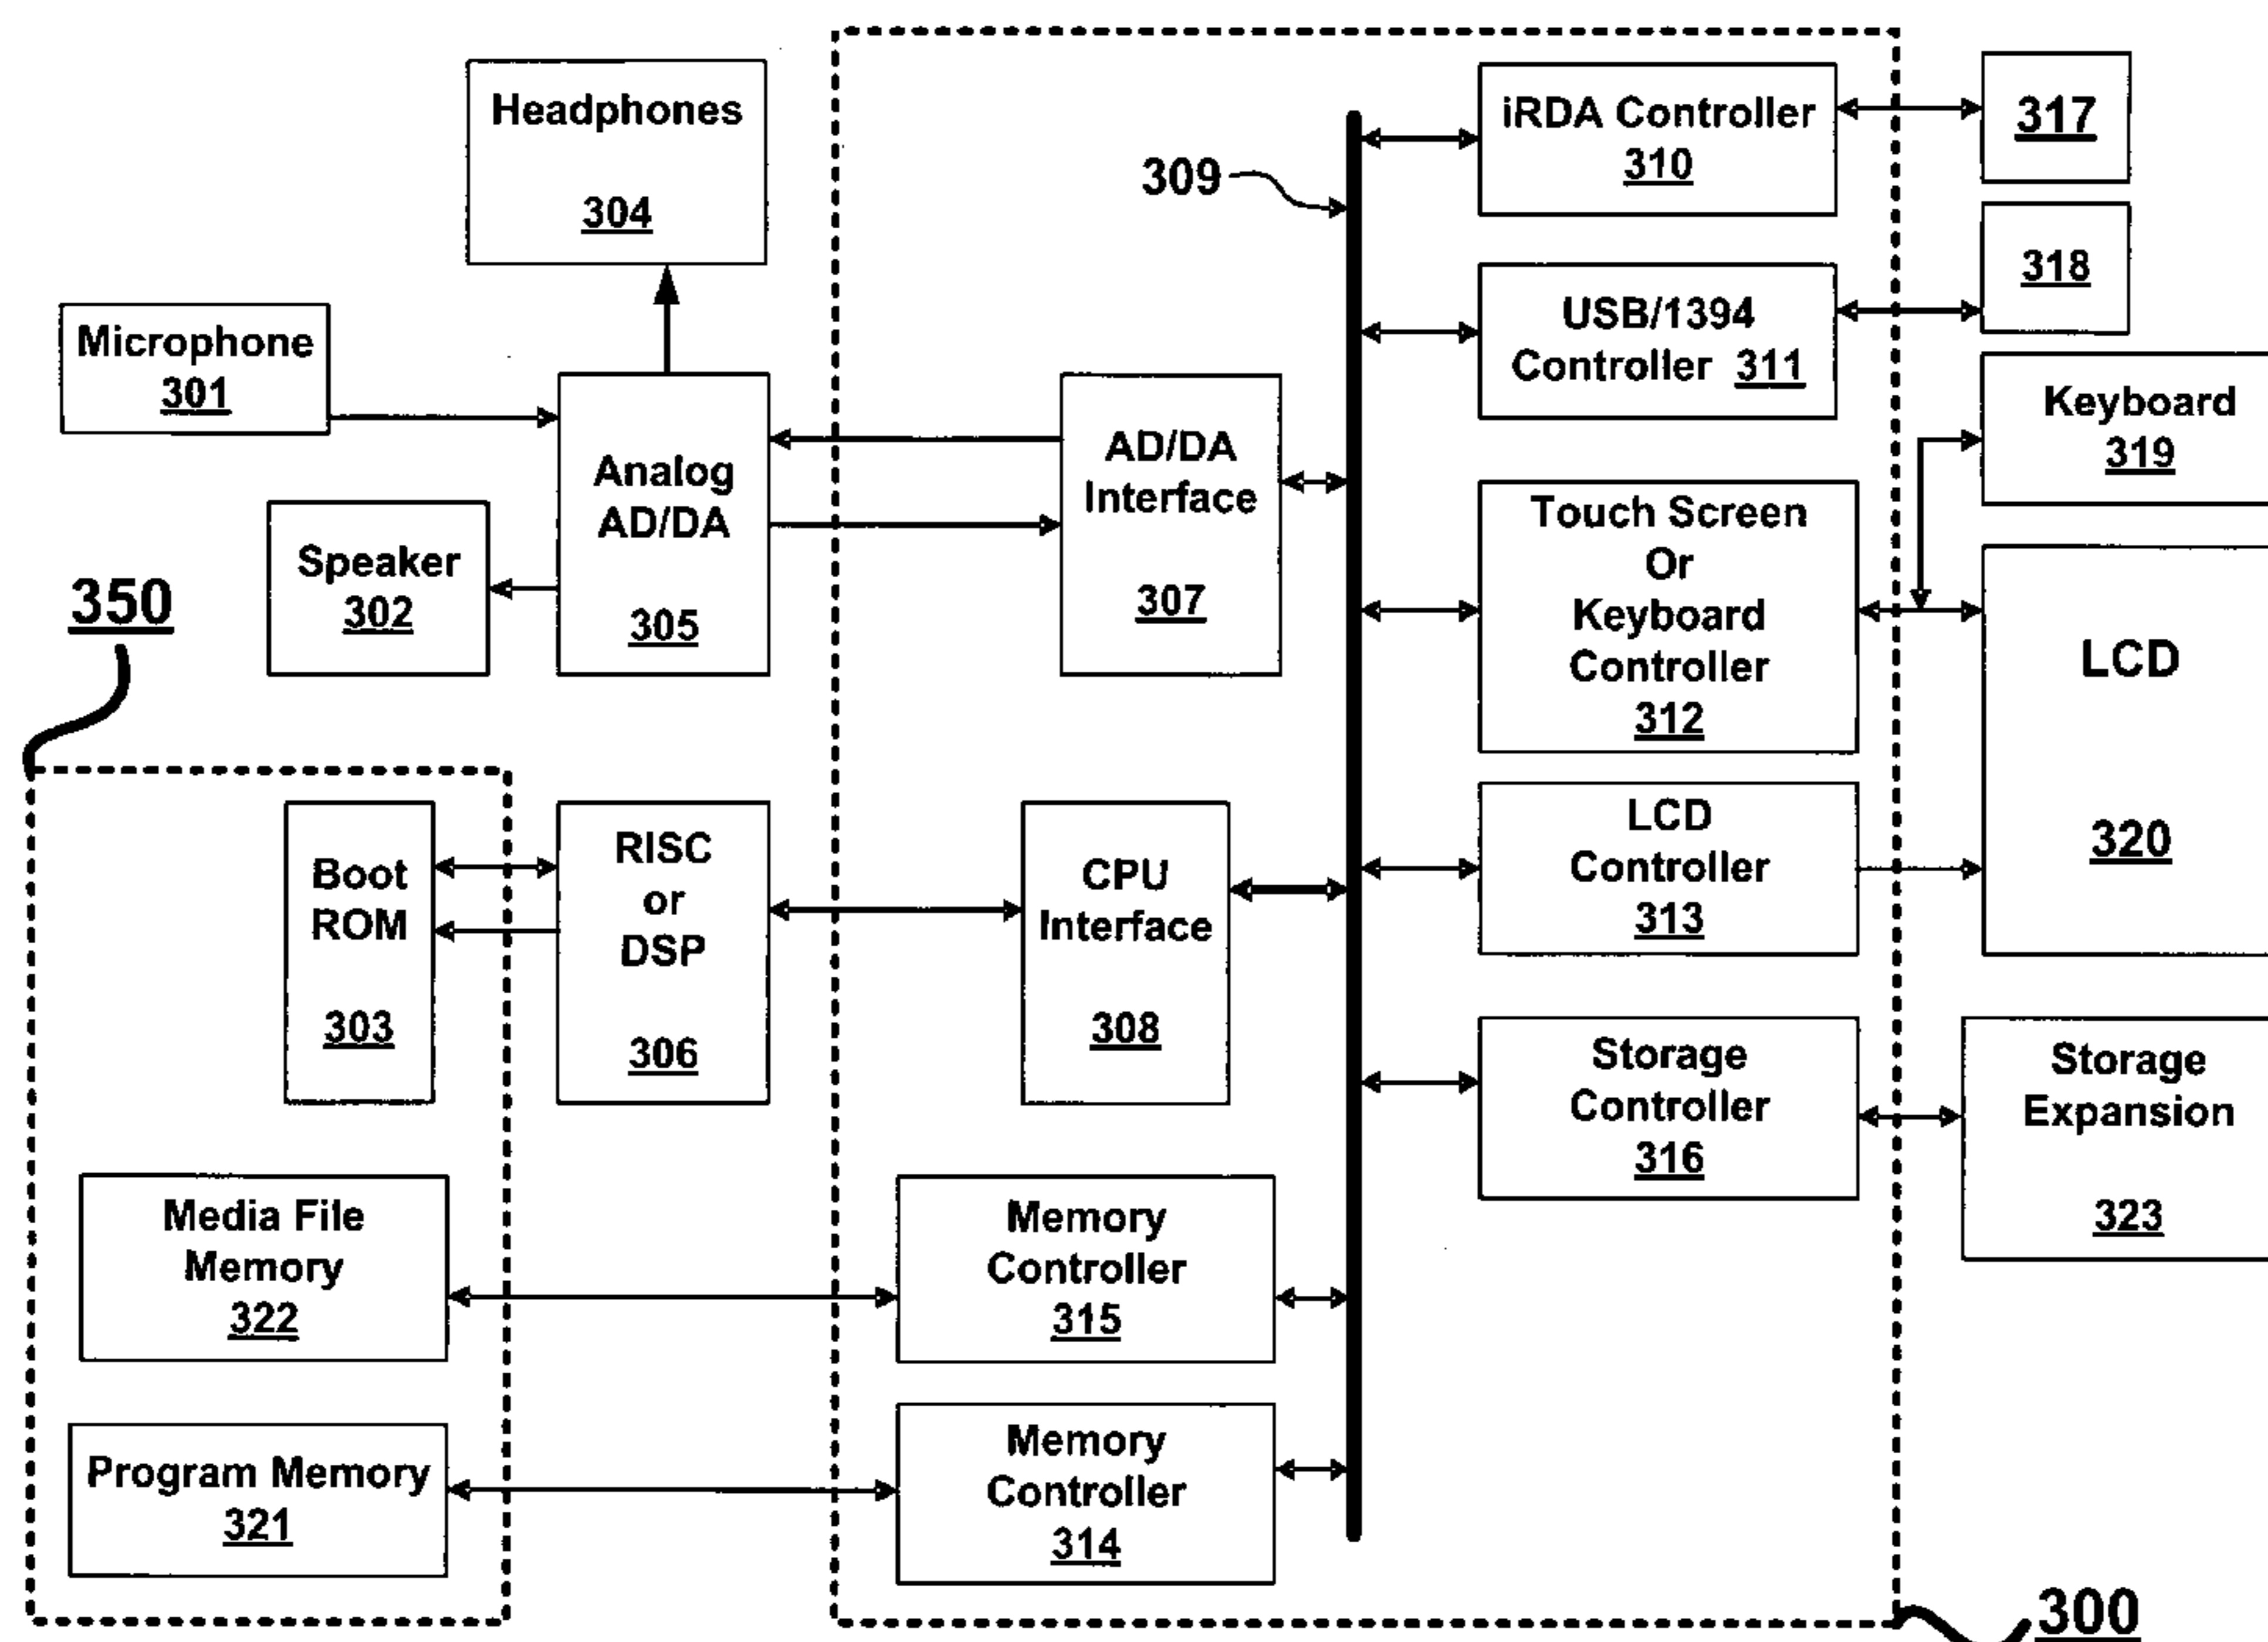 Headphones
304
Microphone
301
Speaker
302
Analog
AD/DA
305
350
Boot
ROM
303
RISC
or
DSP
306
Media File
Memory
322
Program Memory
321
309
AD/DA
Interface
307
CPU
Interface
308
Memory
Controller
315
Memory
Controller
314
iRDA Controller
310
USB/1394
Controller 311
Touch Screen
Or
Keyboard
Controller
312
LCD
Controller
313
Storage
Controller
316
317
318
Keyboard
319
LCD
320
Storage
Expansion
323
300